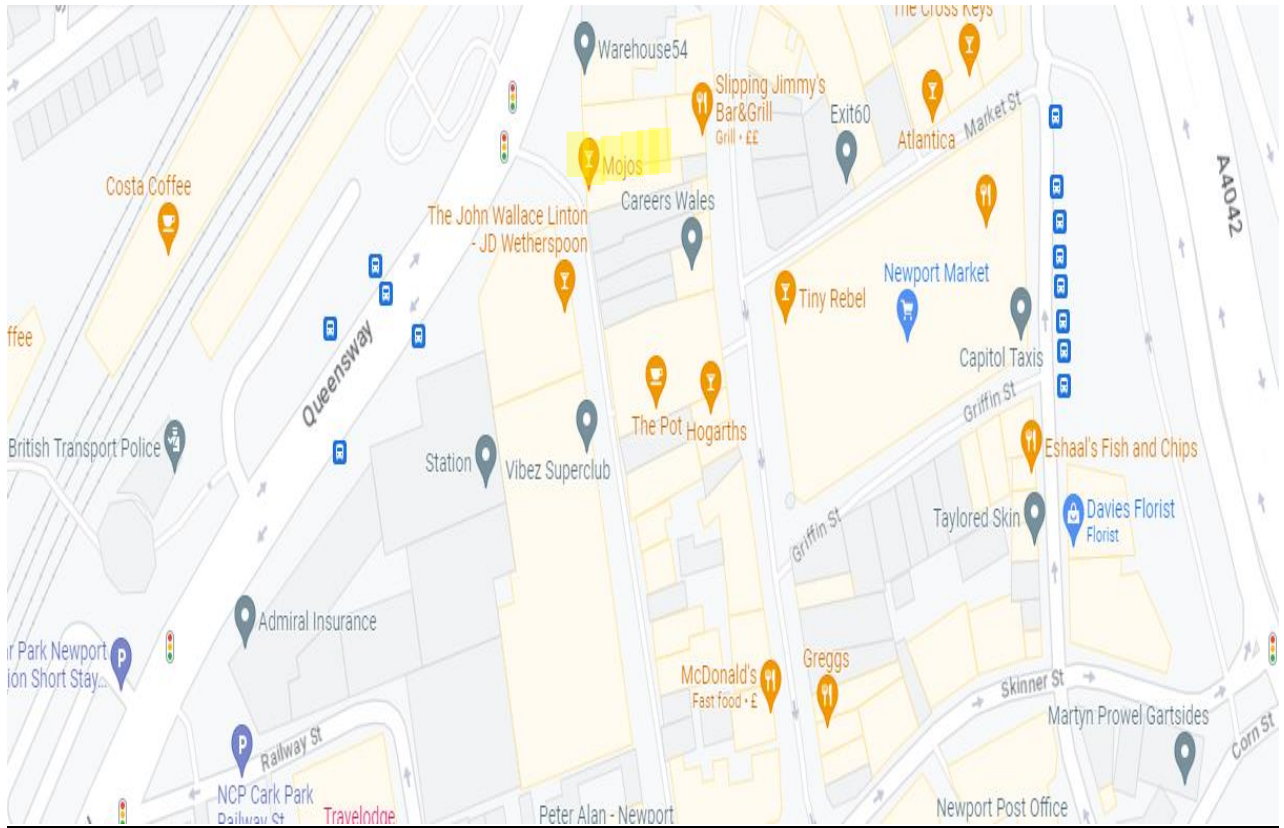 The Cross Keys
Warehouse54
Slipping Jimmy's
Bar&Grill
Grill • ££
Exit60
Market St
Atlantica
Mojos
Costa Coffee
Careers Wales
A4042
The John Wallace Linton
- JD Wetherspoon
Newport Market
Tiny Rebel
ffee
Queensway
Capitol Taxis
Griffin St
The Pot
Hogarths
British Transport Police
Station
Vibez Superclub
Eshaal's Fish and Chips
Taylored Skin
Davies Florist
Florist
Griffin St
Admiral Insurance
r Park Newport
ion Short Stay...
P
McDonald's
Fast food • £
Greggs
Skinner St
Martyn Prowel Gartsides
Corn St
P
Railway St
NCP Cark Park
Railway St
Travelodge
Peter Alan - Newport
Newport Post Office